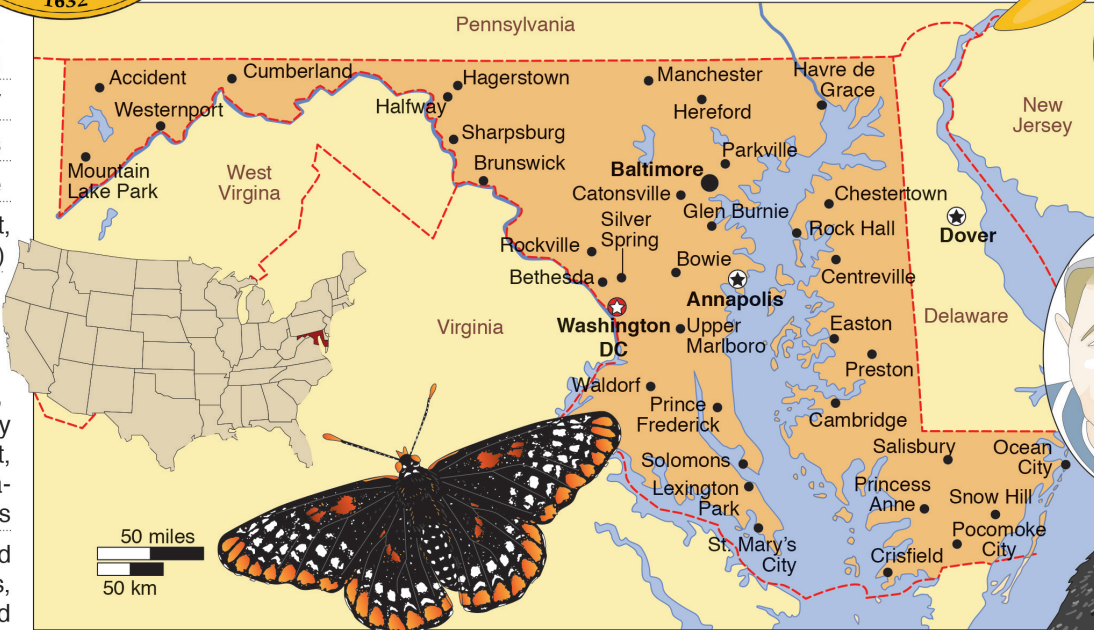 1632
Pennsylvania
Accident
Cumberland
Hagerstown
Manchester
Havre de
Grace
Westernport
Halfway
Hereford
New
Jersey
Sharpsburg
Parkville
Mountain
Lake Park
West
Virgina
Brunswick
Baltimore
Catonsville
Chestertown
Silver
Spring
Glen Burnie
Rock Hall
Dover
t,
)
Rockville
Bethesda
Bowie
Centreville
Annapolis
Virginia
Washington
DC
Upper
Marlboro
Easton
Delaware
Preston
Waldorf
Prince
Frederick
Cambridge
y
t,
a-
s
Salisbury
Ocean
City
Solomons
Lexington
Park
Princess
Anne
Snow Hill
Pocomoke
City
St. Mary's
City
Crisfield
50 miles
50 km
d
s,
d